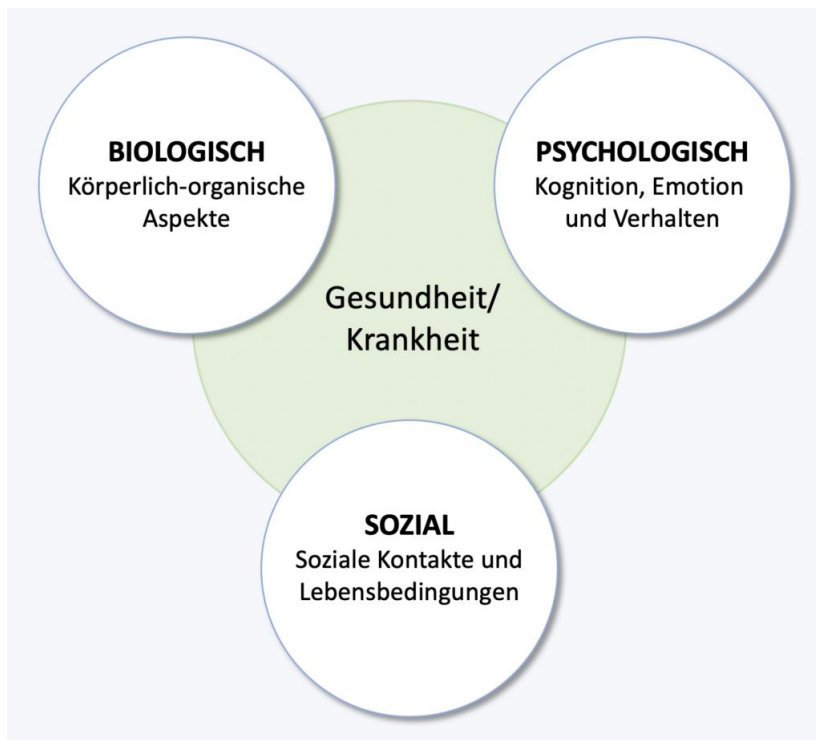 BIOLOGISCH
Körperlich-organische
Aspekte
PSYCHOLOGISCH
Kognition, Emotion
und Verhalten
Gesundheit/
Krankheit
SOZIAL
Soziale Kontakte und
Lebensbedingungen